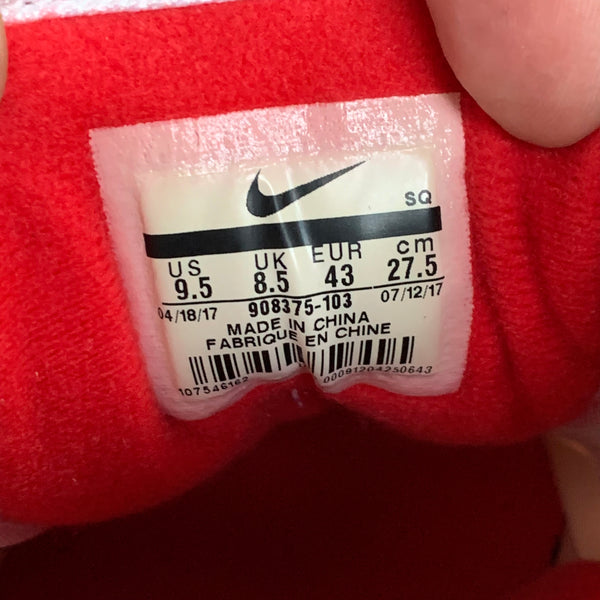 SQ
US UK EUR cm
9.5 8.5 43 27.5
04/18/17 908375-103 07/12/17
MADE IN CHINA
FABRIQUE EN CHINE
107546162 00091204250643